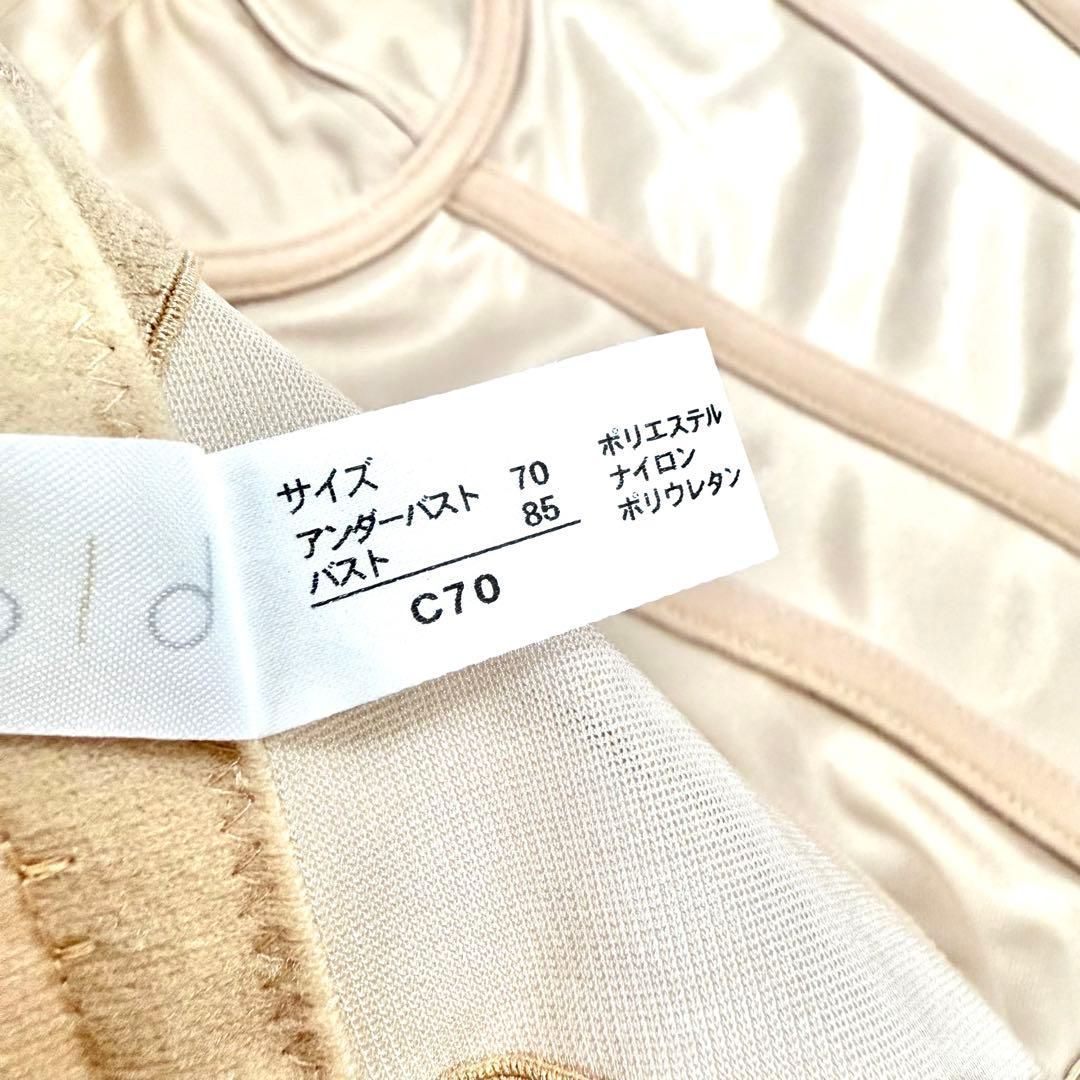 サイズ
アンダーバスト 70
バスト 85
C70
ポリエステル
ナイロン
ポリウレタン